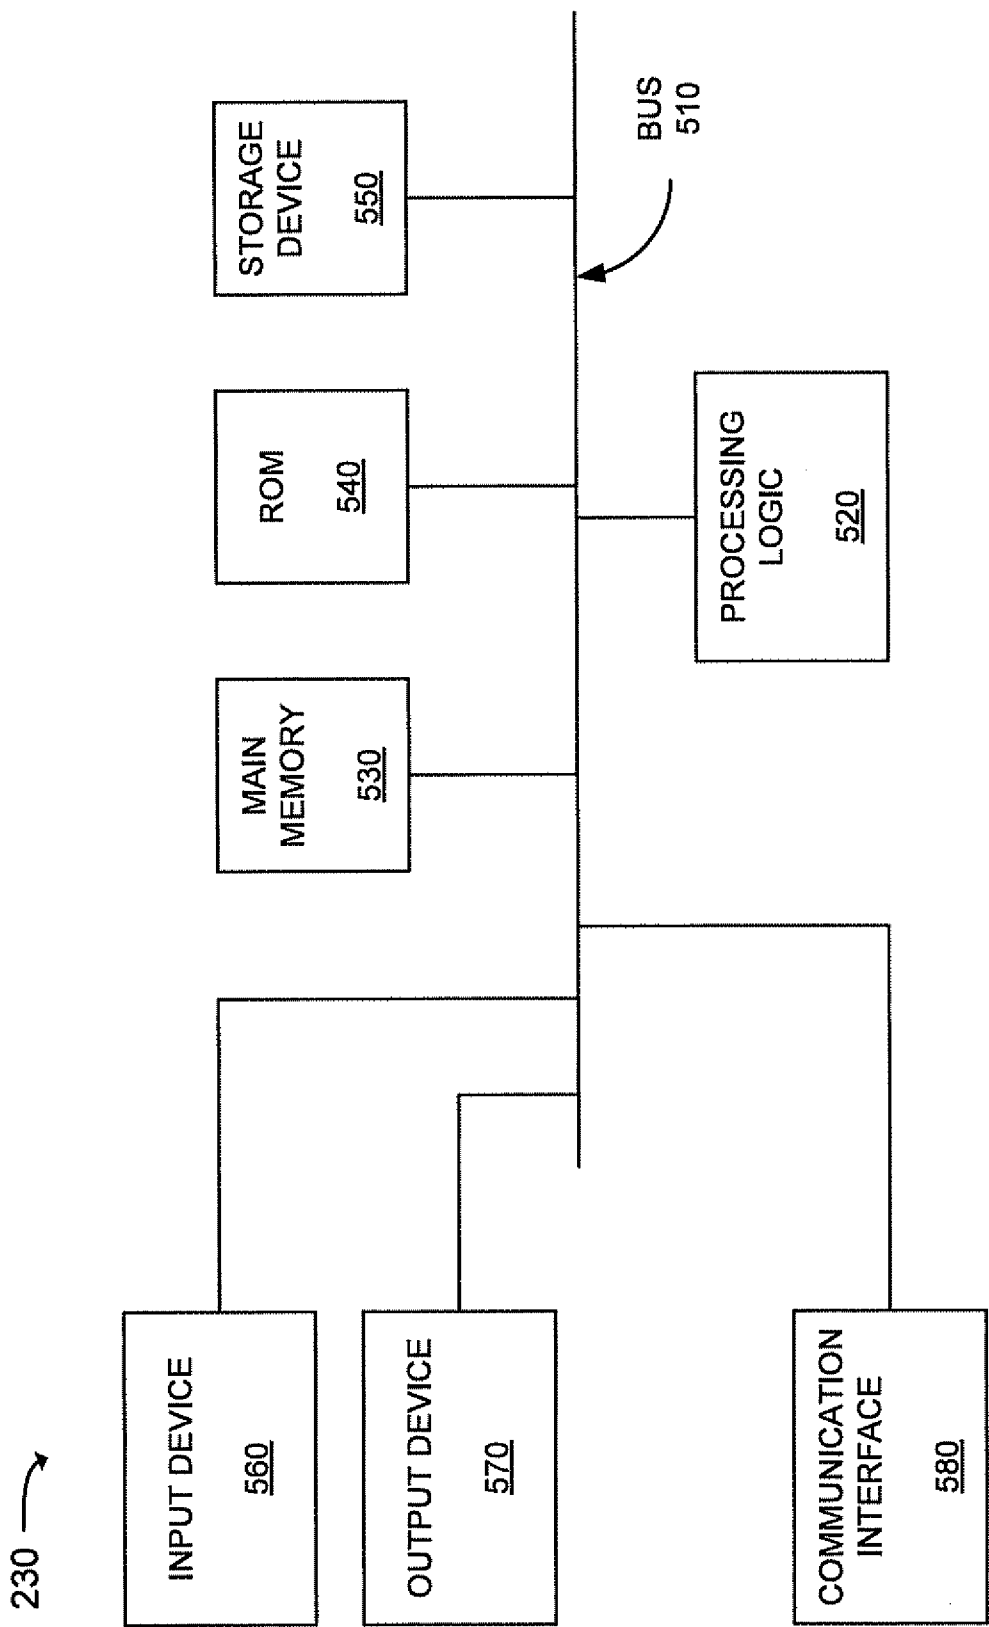 230
INPUT DEVICE
560
OUTPUT DEVICE
570
COMMUNICATION
INTERFACE
580
MAIN
MEMORY
530
ROM
540
STORAGE
DEVICE
550
PROCESSING
LOGIC
520
BUS
510